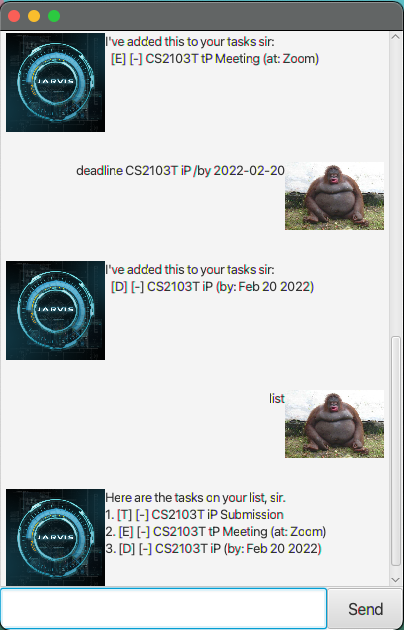 I've added this to your tasks sir:
[E] [-] CS2103T tP Meeting (at: Zoom)
JARVIS
deadline CS2103T iP /by 2022-02-20
I've added this to your tasks sir:
[D] [-] CS2103T iP (by: Feb 20 2022)
JARVIS
list
Here are the tasks on your list, sir.
1. [T] [-] CS2103T iP Submission
2. [E] [-] CS2103T tP Meeting (at: Zoom)
3. [D] [-] CS2103T iP (by: Feb 20 2022)
JARVIS
Send